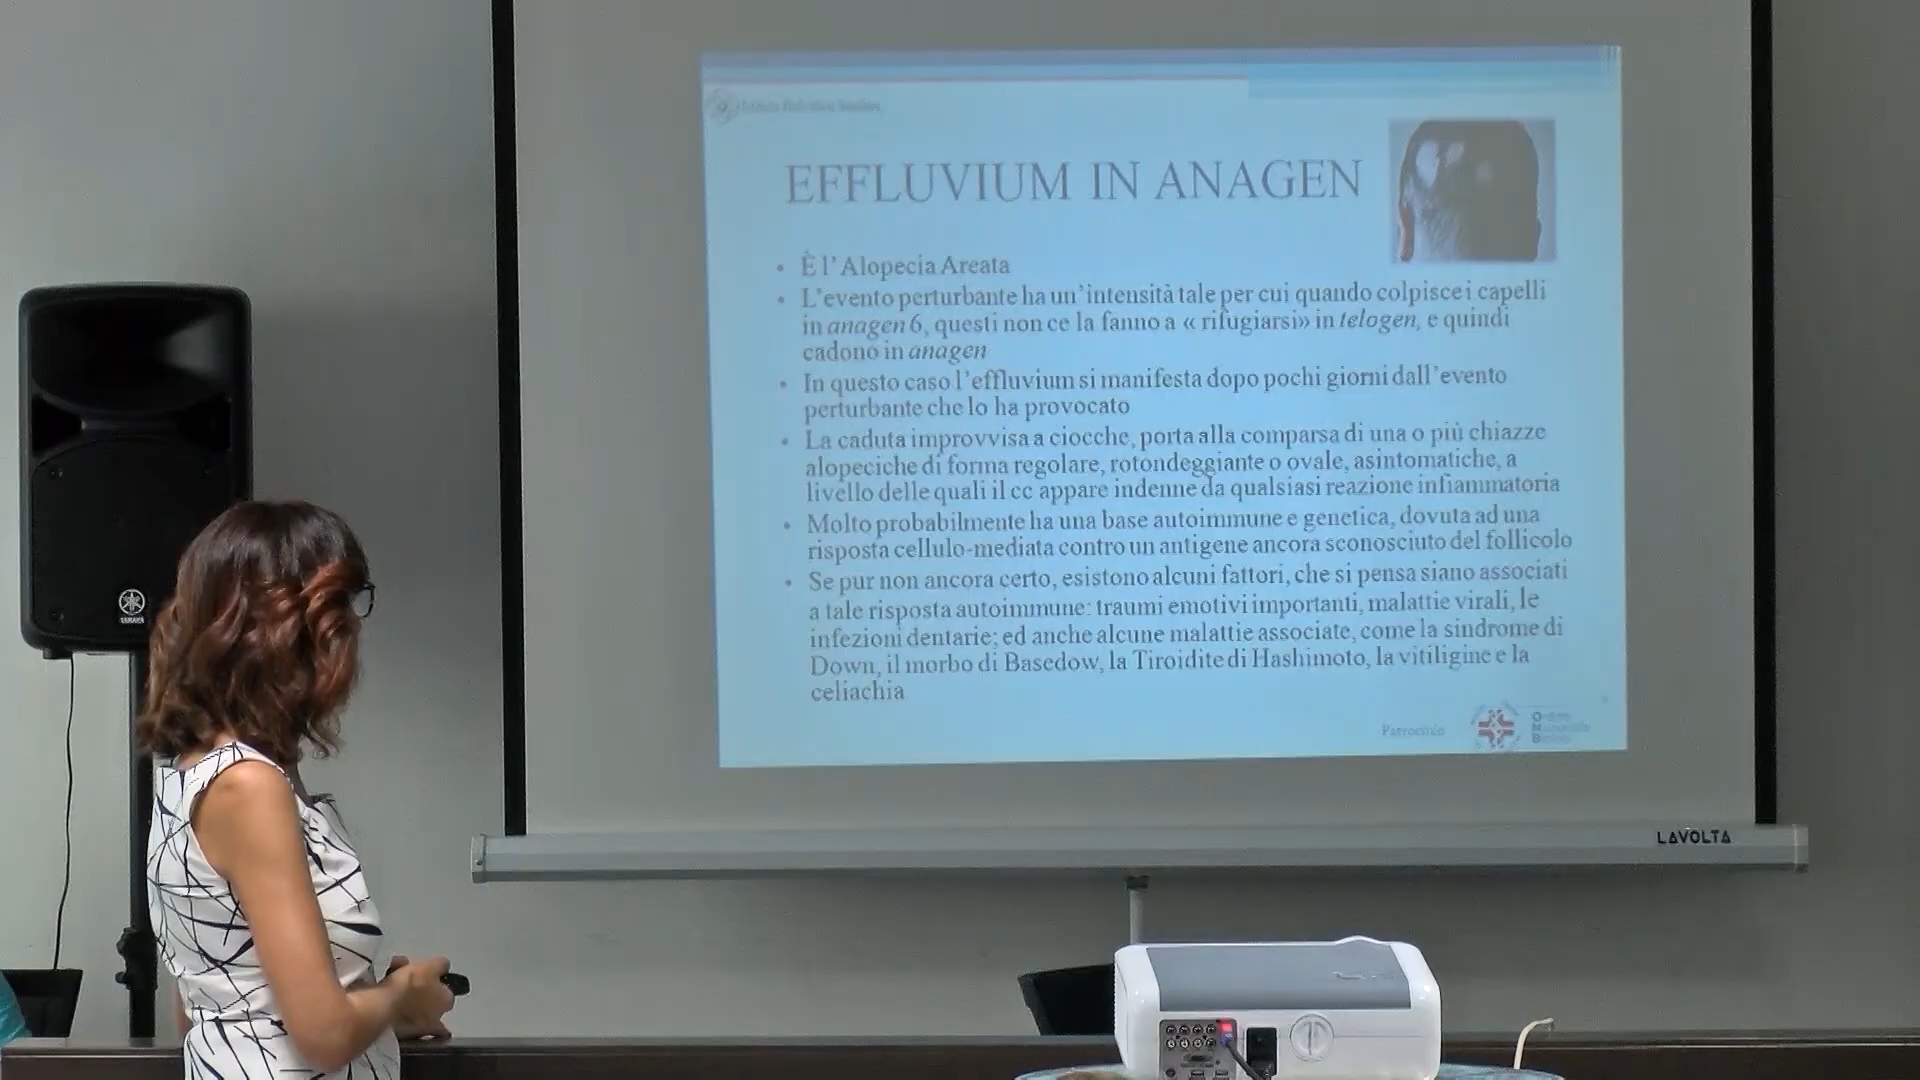 EFFLUVIUM IN ANAGEN
• È l'Alopecia Areata
• L'evento perturbante ha un'intensità tale per cui quando colpisce i capelli
in anagen 6, questi non ce la fanno a « rifugiarsi» in telogen, e quindi
cadono in anagen
• In questo caso l'effluvium si manifesta dopo pochi giorni dall'evento
perturbante che lo ha provocato
• La caduta improvvisa a ciocche, porta alla comparsa di una o più chiazze
alopeciche di forma regolare, rotondeggiante o ovale, asintomatiche, a
livello delle quali il cc appare indenne da qualsiasi reazione infiammatoria
• Molto probabilmente ha una base autoimmune e genetica, dovuta ad una
risposta cellulo-mediata contro un antigene ancora sconosciuto del follicolo
• Se pur non ancora certo, esistono alcuni fattori, che si pensa siano associati
a tale risposta autoimmune: traumi emotivi importanti, malattie virali, le
infezioni dentarie; ed anche alcune malattie associate, come la sindrome di
Down, il morbo di Basedow, la Tiroidite di Hashimoto, la vitiligine e la
celiachia
Patrocinio
YAMAHA
LAVOLTA